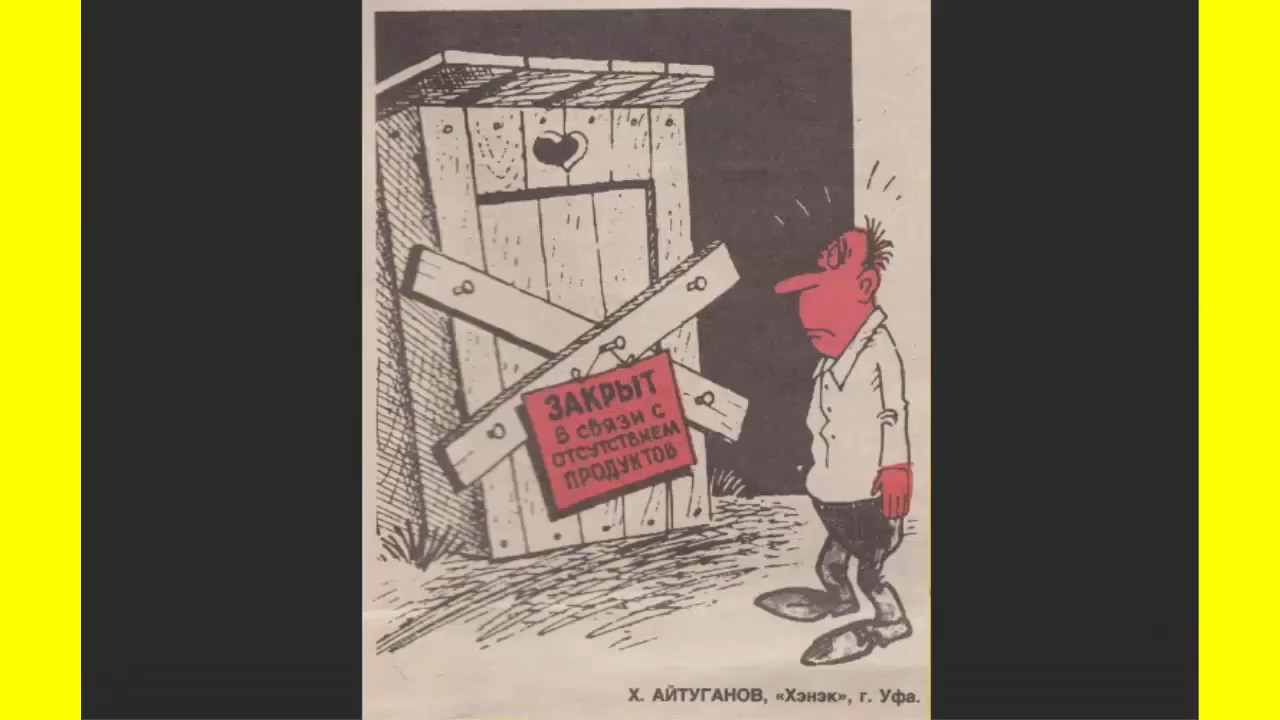 ЗАКРЫТ
В СВЯЗИ С
ОТСУТСТВИЕМ
ПРОДУКТОВ
Х. АЙТУГАНОВ, «Хэнэк», г. Уфа.